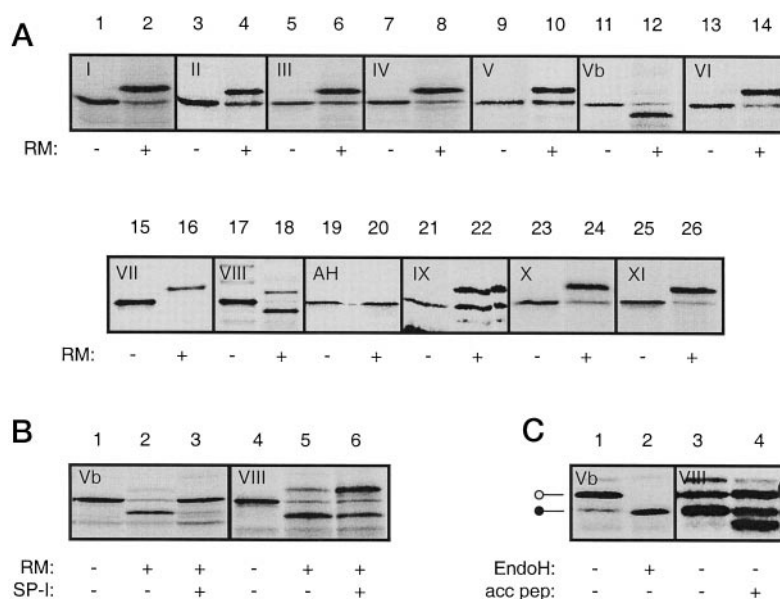 A
1 2 3 4 5 6 7 8 9 10 11 12 13 14
I II III IV V Vb VI
RM: - + - + - + - + - + - + - +
15 16 17 18 19 20 21 22 23 24 25 26
VII VIII AH IX X XI
RM: - + - + - + - + - + - +
B
1 2 3 4 5 6
Vb VIII
RM: - + + - + +
SP-I: - - + - - +
C
1 2 3 4
Vb VIII
EndoH: - + - -
acc pep: - - - +